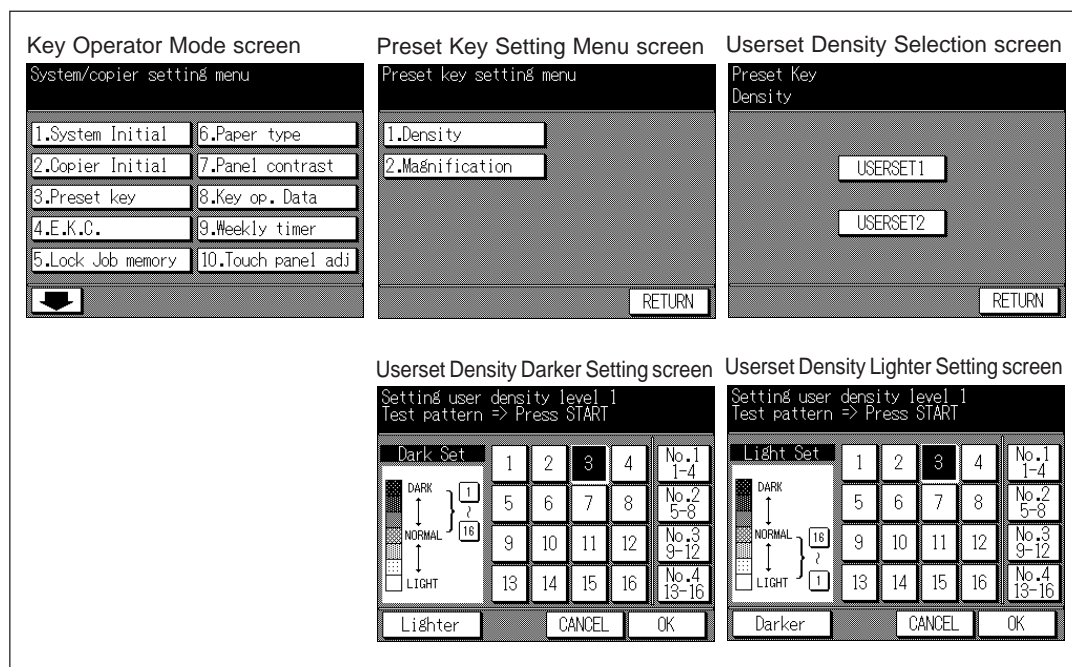 Key Operator Mode screen
System/copier setting menu
1.System Initial
6.Paper type
2.Copier Initial
7.Panel contrast
3.Preset key
8.Key op. Data
4.E.K.C.
9.Weekly timer
5.Lock Job memory
10.Touch panel adj
Preset Key Setting Menu screen
Preset key setting menu
1.Density
2.Magnification
RETURN
Userset Density Selection screen
Preset Key
Density
USERSET1
USERSET2
RETURN
Userset Density Darker Setting screen
Setting user density level_1
Test pattern => Press START
Dark Set
DARK
1
~
16
NORMAL
LIGHT
1 2 3 4
No.1
1-4
5 6 7 8
No.2
5-8
9 10 11 12
No.3
9-12
13 14 15 16
No.4
13-16
Lighter
CANCEL
OK
Userset Density Lighter Setting screen
Setting user density level_1
Test pattern => Press START
Light Set
DARK
NORMAL
16
~
1
LIGHT
1 2 3 4
No.1
1-4
5 6 7 8
No.2
5-8
9 10 11 12
No.3
9-12
13 14 15 16
No.4
13-16
Darker
CANCEL
OK